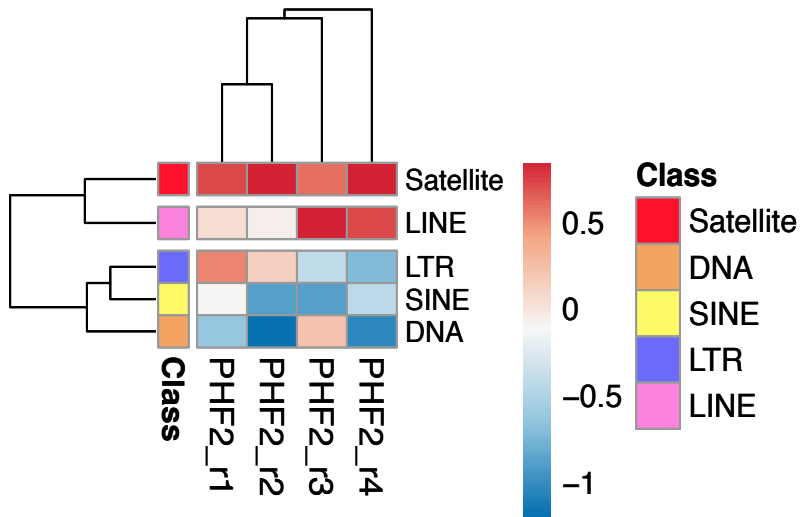 Satellite
LINE
LTR
SINE
DNA
Class
PHF2_r1
PHF2_r2
PHF2_r3
PHF2_r4
0.5
0
−0.5
−1
Class
Satellite
DNA
SINE
LTR
LINE